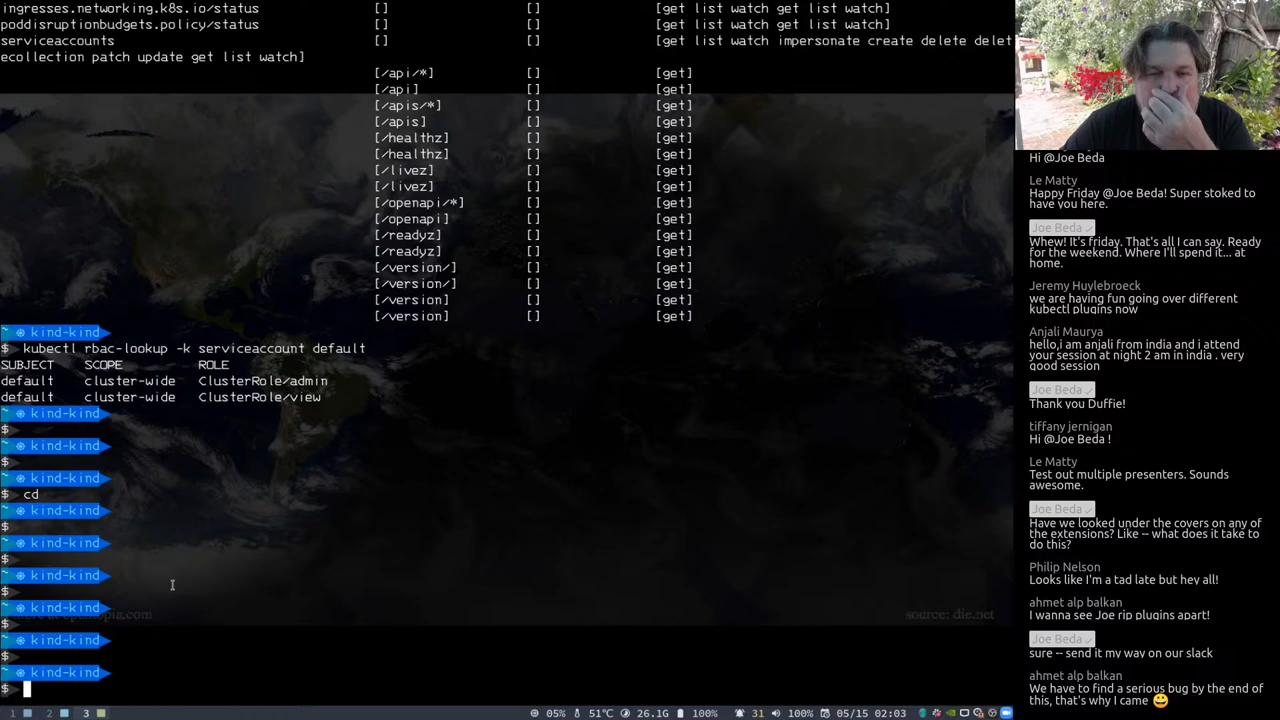 ingresses.networking.k8s.io/status [] [] [get list watch get list watch]
poddisruptionbudgets.policy/status [] [] [get list watch get list watch]
serviceaccounts [] [] [get list watch impersonate create delete delet
ecollection patch update get list watch]
[/api/*] [] [get]
[/api] [] [get]
[/apis/*] [] [get]
[/apis] [] [get]
[/healthz] [] [get]
[/healthz] [] [get]
[/livez] [] [get]
[/livez] [] [get]
[/openapi/*] [] [get]
[/openapi] [] [get]
[/readyz] [] [get]
[/readyz] [] [get]
[/version/] [] [get]
[/version/] [] [get]
[/version] [] [get]
[/version] [] [get]
~ kind-kind
$ kubectl rbac-lookup -k serviceaccount default
SUBJECT SCOPE ROLE
default cluster-wide ClusterRole/admin
default cluster-wide ClusterRole/view
~ kind-kind
$
~ kind-kind
$
~ kind-kind
$ cd
~ kind-kind
$
~ kind-kind
$
~ kind-kind
$
~ kind-kind
$
~ kind-kind
$
~ kind-kind
$
source: die.net
1 2 3 05% 51°C 26.1G 100% 31 100% 05/15 02:03
Hi @Joe Beda
Le Matty
Happy Friday @Joe Beda! Super stoked to
have you here.
Joe Beda
Whew! It's friday. That's all I can say. Ready
for the weekend. Where I'll spend it... at
home.
Jeremy Huylebroeck
we are having fun going over different
kubectl plugins now
Anjali Maurya
hello,i am anjali from india and i attend
your session at night 2 am in india . very
good session
Joe Beda
Thank you Duffie!
tiffany jernigan
Hi @Joe Beda !
Le Matty
Test out multiple presenters. Sounds
awesome.
Joe Beda
Have we looked under the covers on any of
the extensions? Like -- what does it take to
do this?
Philip Nelson
Looks like I'm a tad late but hey all!
ahmet alp balkan
I wanna see Joe rip plugins apart!
Joe Beda
sure -- send it my way on our slack
ahmet alp balkan
We have to find a serious bug by the end of
this, that's why I came 😀